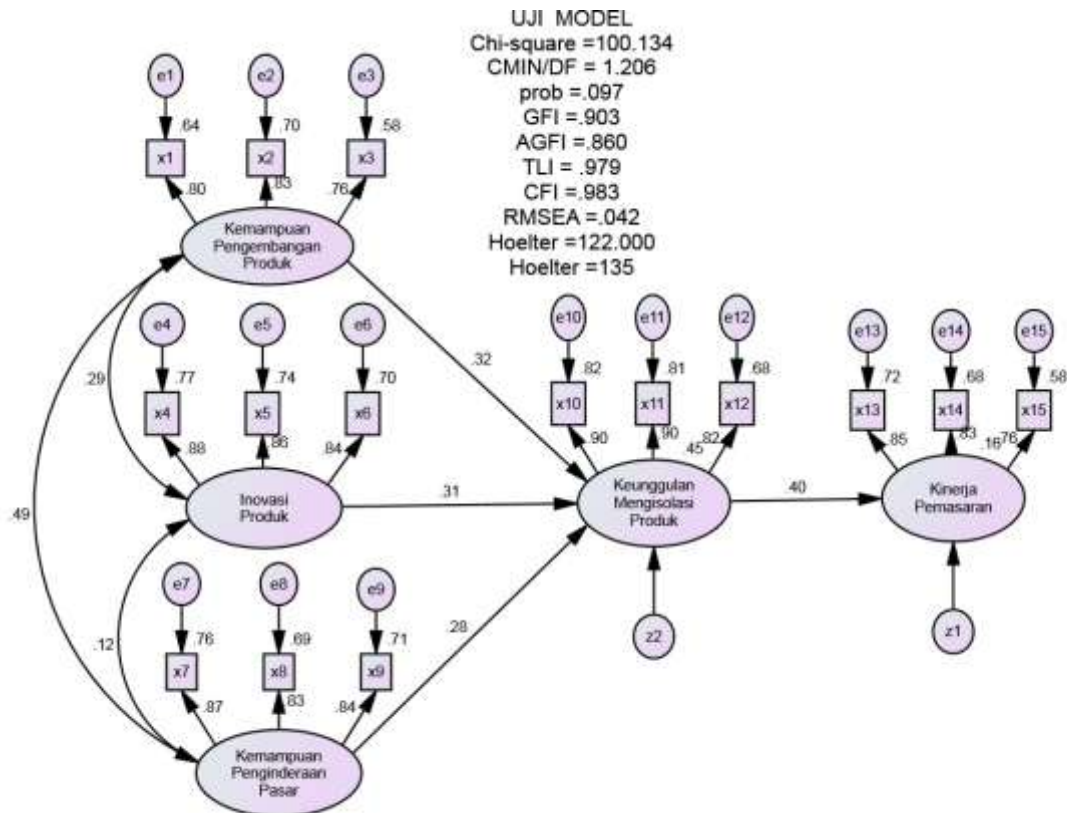 UJI MODEL
Chi-square =100.134
CMIN/DF = 1.206
prob =.097
GFI =.903
AGFI =.860
TLI = .979
CFI =.983
RMSEA =.042
Hoelter =122.000
Hoelter =135
e1
e2
e3
.64
.70
.58
x1
x2
x3
.80
.83
.76
Kemampuan
Pengembangan
Produk
e4
e5
e6
.77
.74
.70
x4
x5
x6
.88
.86
.84
Inovasi
Produk
e7
e8
e9
.76
.69
.71
x7
x8
x9
.87
.83
.84
Kemampuan
Penginderaan
Pasar
.29
.49
.12
.32
.31
.28
e10
e11
e12
.82
.81
.68
x10
x11
x12
.90
.90
.45
.82
Keunggulan
Mengisolasi
Produk
z2
.40
e13
e14
e15
.72
.68
.58
x13
x14
x15
.85
.83
.16
.76
Kinerja
Pemasaran
z1